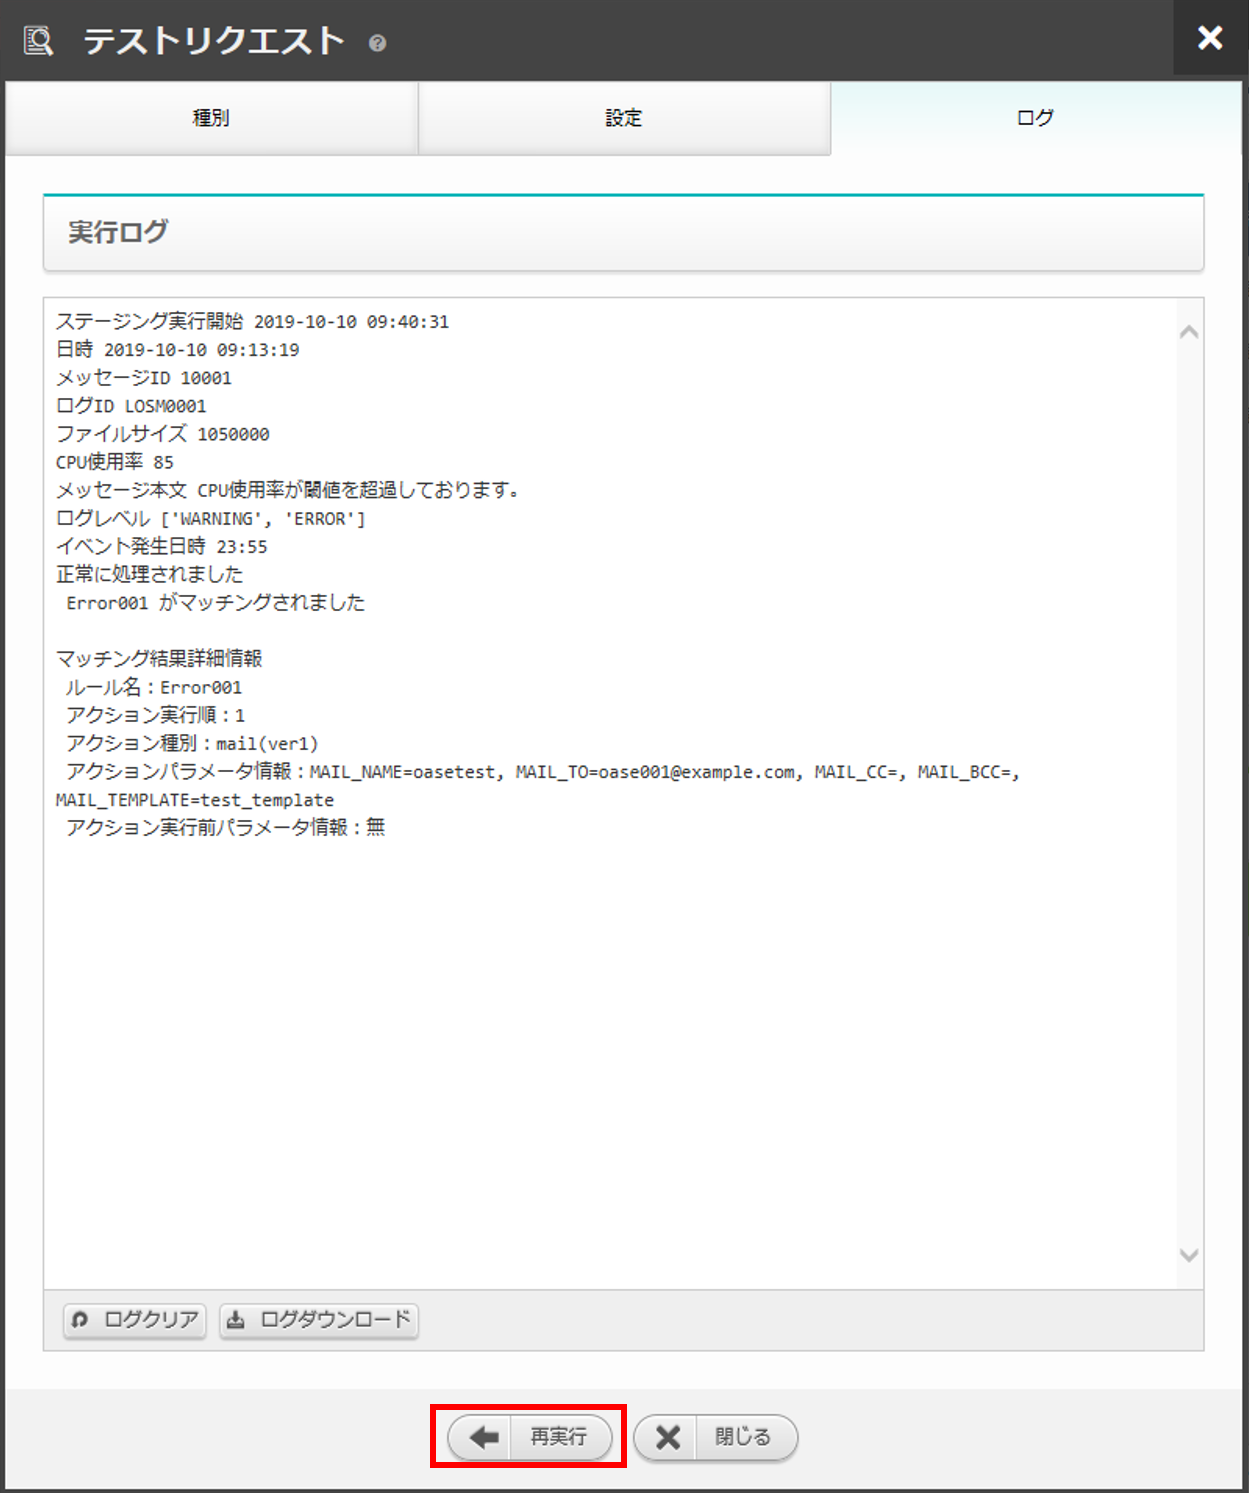 テストリクエスト ?
種別
設定
ログ
実行ログ
ステージング実行開始 2019-10-10 09:40:31
日時 2019-10-10 09:13:19
メッセージID 10001
ログID LOSM0001
ファイルサイズ 1050000
CPU使用率 85
メッセージ本文 CPU使用率が閾値を超過しております。
ログレベル ['WARNING', 'ERROR']
イベント発生日時 23:55
正常に処理されました
Error001 がマッチングされました
マッチング結果詳細情報
ルール名：Error001
アクション実行順：1
アクション種別：mail(ver1)
アクションパラメータ情報：MAIL_NAME=oasetest, MAIL_TO=oase001@example.com, MAIL_CC=, MAIL_BCC=,
MAIL_TEMPLATE=test_template
アクション実行前パラメータ情報：無
ログクリア
ログダウンロード
再実行
閉じる